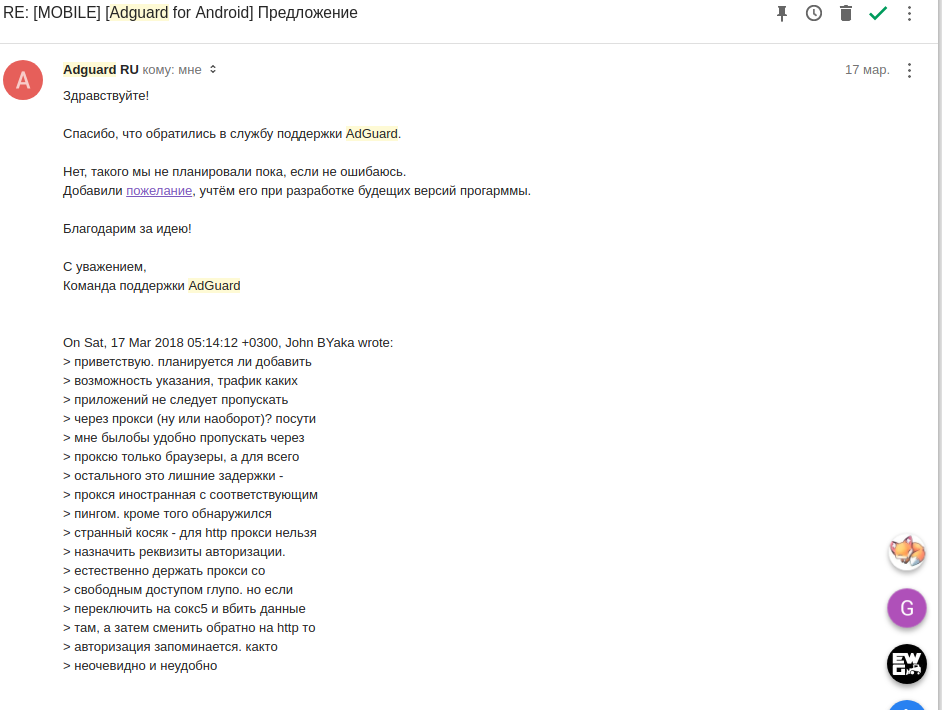 RE: [MOBILE] [Adguard for Android] Предложение
A
Adguard RU кому: мне
17 мар.
Здравствуйте!
Спасибо, что обратились в службу поддержки AdGuard.
Нет, такого мы не планировали пока, если не ошибаюсь.
Добавили пожелание, учтём его при разработке будещих версий прогарммы.
Благодарим за идею!
С уважением,
Команда поддержки AdGuard
On Sat, 17 Mar 2018 05:14:12 +0300, John BYaka wrote:
> приветствую. планируется ли добавить
> возможность указания, трафик каких
> приложений не следует пропускать
> через прокси (ну или наоборот)? посути
> мне былобы удобно пропускать через
> проксю только браузеры, а для всего
> остального это лишние задержки -
> прокся иностранная с соответствующим
> пингом. кроме того обнаружился
> странный косяк - для http прокси нельзя
> назначить реквизиты авторизации.
> естественно держать прокси со
> свободным доступом глупо. но если
> переключить на сокс5 и вбить данные
> там, а затем сменить обратно на http то
> авторизация запоминается. както
> неочевидно и неудобно
G
EW
G